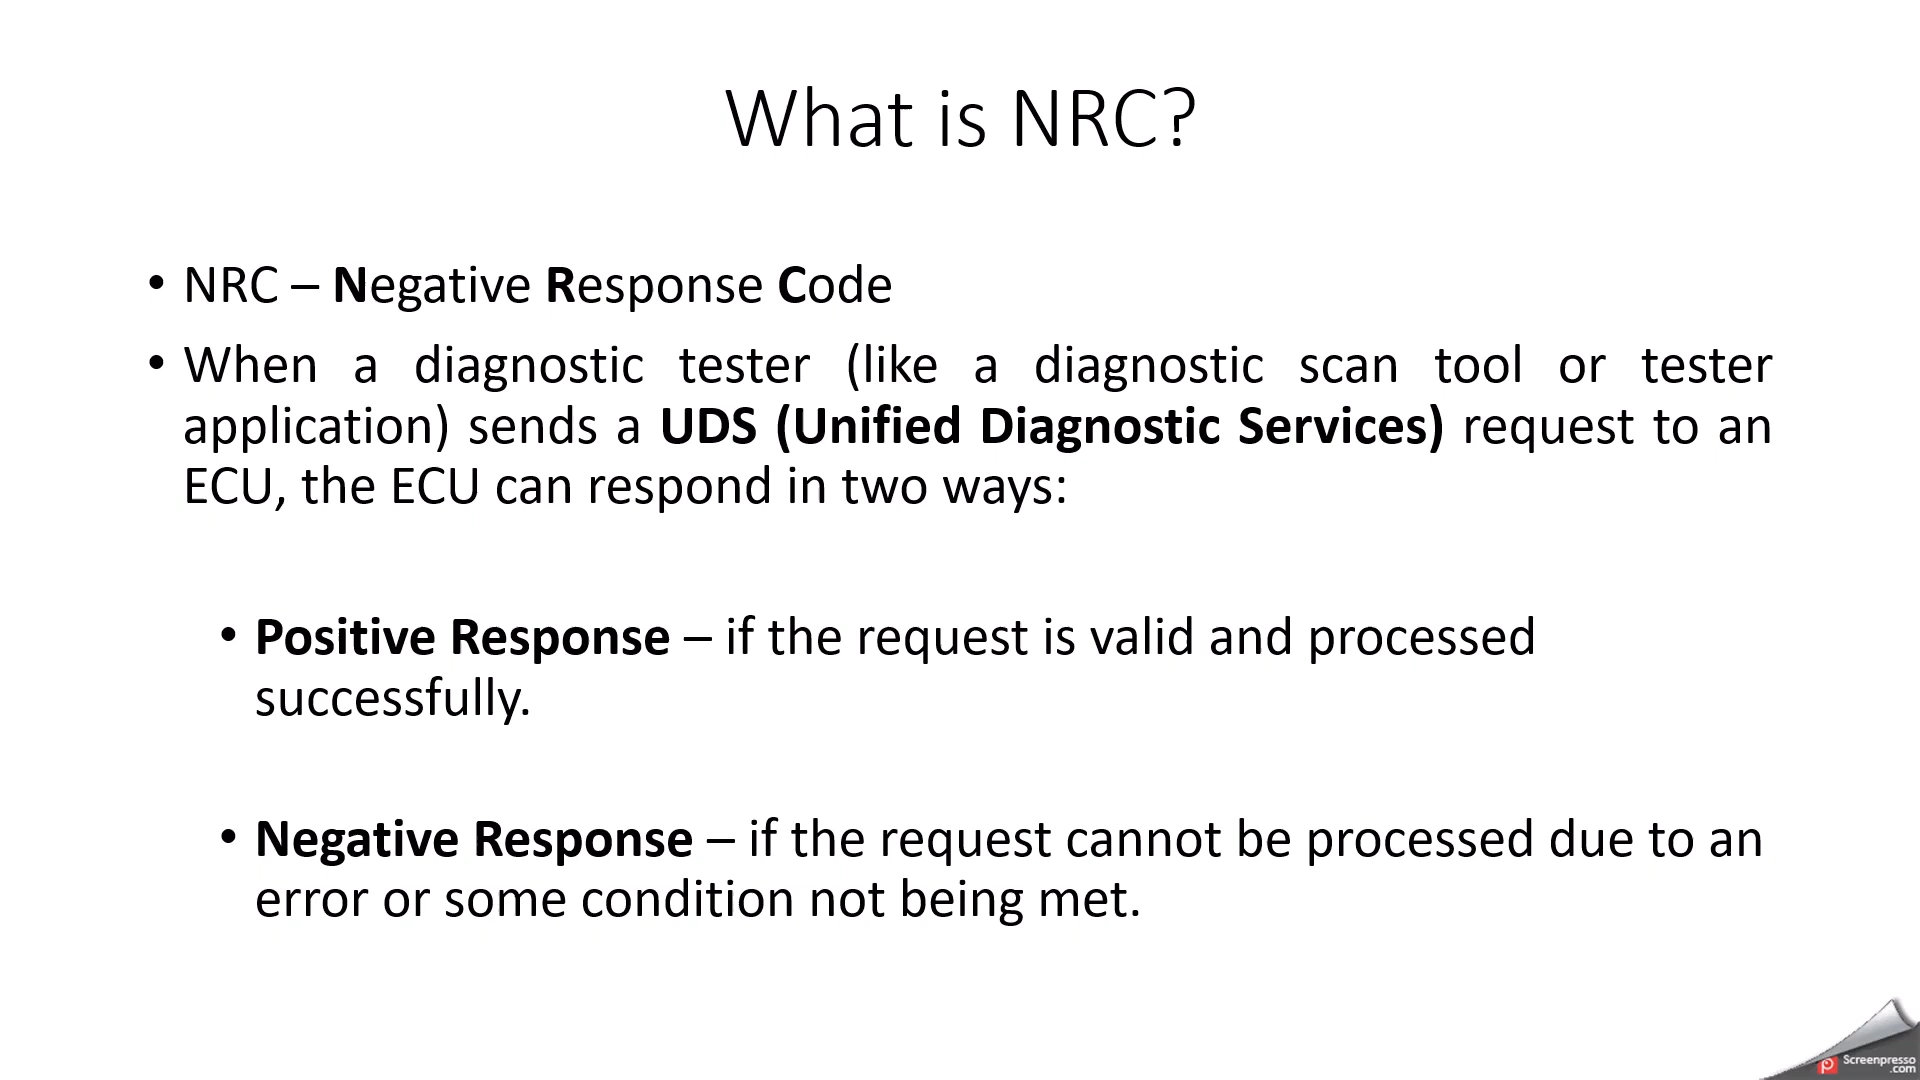 What is NRC?
• NRC – Negative Response Code
• When a diagnostic tester (like a diagnostic scan tool or tester
application) sends a UDS (Unified Diagnostic Services) request to an
ECU, the ECU can respond in two ways:
• Positive Response – if the request is valid and processed
successfully.
• Negative Response – if the request cannot be processed due to an
error or some condition not being met.
Screenpresso
.com